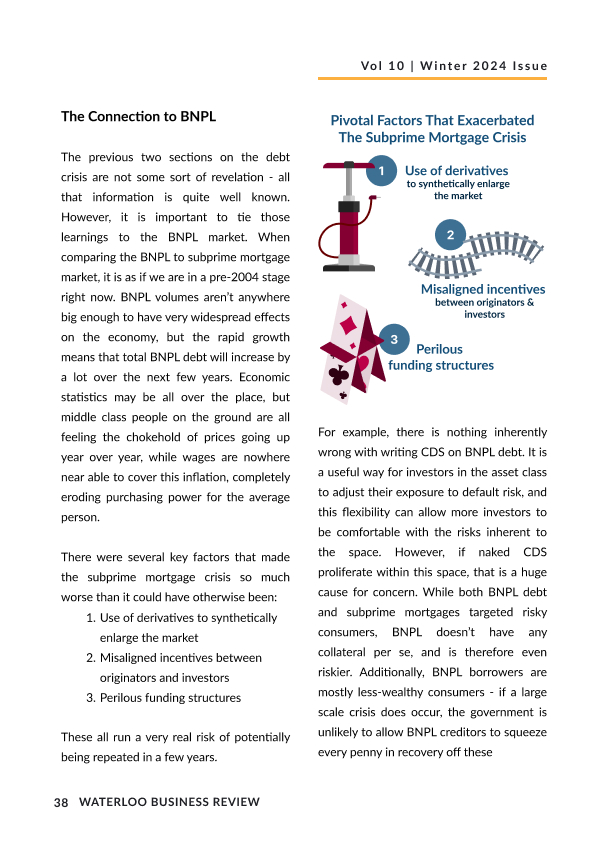 Vol 10 | Winter 2024 Issue
The Connection to BNPL
The previous two sections on the debt
crisis are not some sort of revelation - all
that information is quite well known.
However, it is important to tie those
learnings to the BNPL market. When
comparing the BNPL to subprime mortgage
market, it is as if we are in a pre-2004 stage
right now. BNPL volumes aren't anywhere
big enough to have very widespread effects
on the economy, but the rapid growth
means that total BNPL debt will increase by
a lot over the next few years. Economic
statistics may be all over the place, but
middle class people on the ground are all
feeling the chokehold of prices going up
year over year, while wages are nowhere
near able to cover this inflation, completely
eroding purchasing power for the average
person.
There were several key factors that made
the subprime mortgage crisis so much
worse than it could have otherwise been:
1. Use of derivatives to synthetically
enlarge the market
2. Misaligned incentives between
originators and investors
3. Perilous funding structures
These all run a very real risk of potentially
being repeated in a few years.
Pivotal Factors That Exacerbated
The Subprime Mortgage Crisis
1
Use of derivatives
to synthetically enlarge
the market
2
Misaligned incentives
between originators &
investors
3
Perilous
funding structures
For example, there is nothing inherently
wrong with writing CDS on BNPL debt. It is
a useful way for investors in the asset class
to adjust their exposure to default risk, and
this flexibility can allow more investors to
be comfortable with the risks inherent to
the space. However, if naked CDS
proliferate within this space, that is a huge
cause for concern. While both BNPL debt
and subprime mortgages targeted risky
consumers, BNPL doesn't have any
collateral per se, and is therefore even
riskier. Additionally, BNPL borrowers are
mostly less-wealthy consumers - if a large
scale crisis does occur, the government is
unlikely to allow BNPL creditors to squeeze
every penny in recovery off these
38 WATERLOO BUSINESS REVIEW